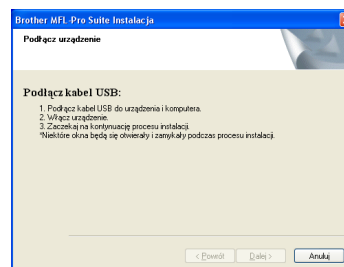 Brother MFL-Pro Suite Instalacja
Podłącz urządzenie
Podłącz kabel USB:
1. Podłącz kabel USB do urządzenia i komputera.
2. Włącz urządzenie.
3. Zaczekaj na kontynuację procesu instalacji.
*Niektóre okna będą się otwierały i zamykały podczas procesu instalacji.
< Powrót
Dalej >
Anuluj